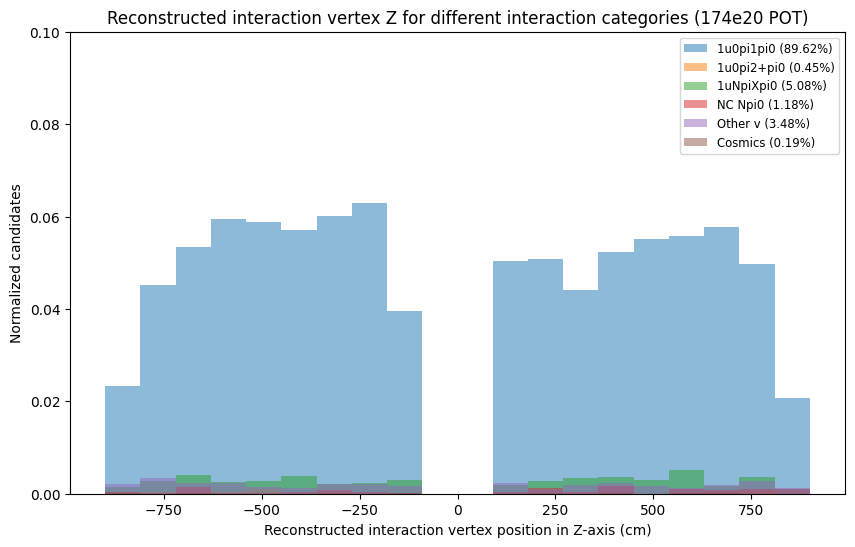 Reconstructed interaction vertex Z for different interaction categories (174e20 POT)
1u0pi1pi0 (89.62%)
1u0pi2+pi0 (0.45%)
1uNpiXpi0 (5.08%)
NC Npi0 (1.18%)
Other ν (3.48%)
Cosmics (0.19%)
Normalized candidates
0.10
0.08
0.06
0.04
0.02
0.00
−750 −500 −250 0 250 500 750
Reconstructed interaction vertex position in Z-axis (cm)